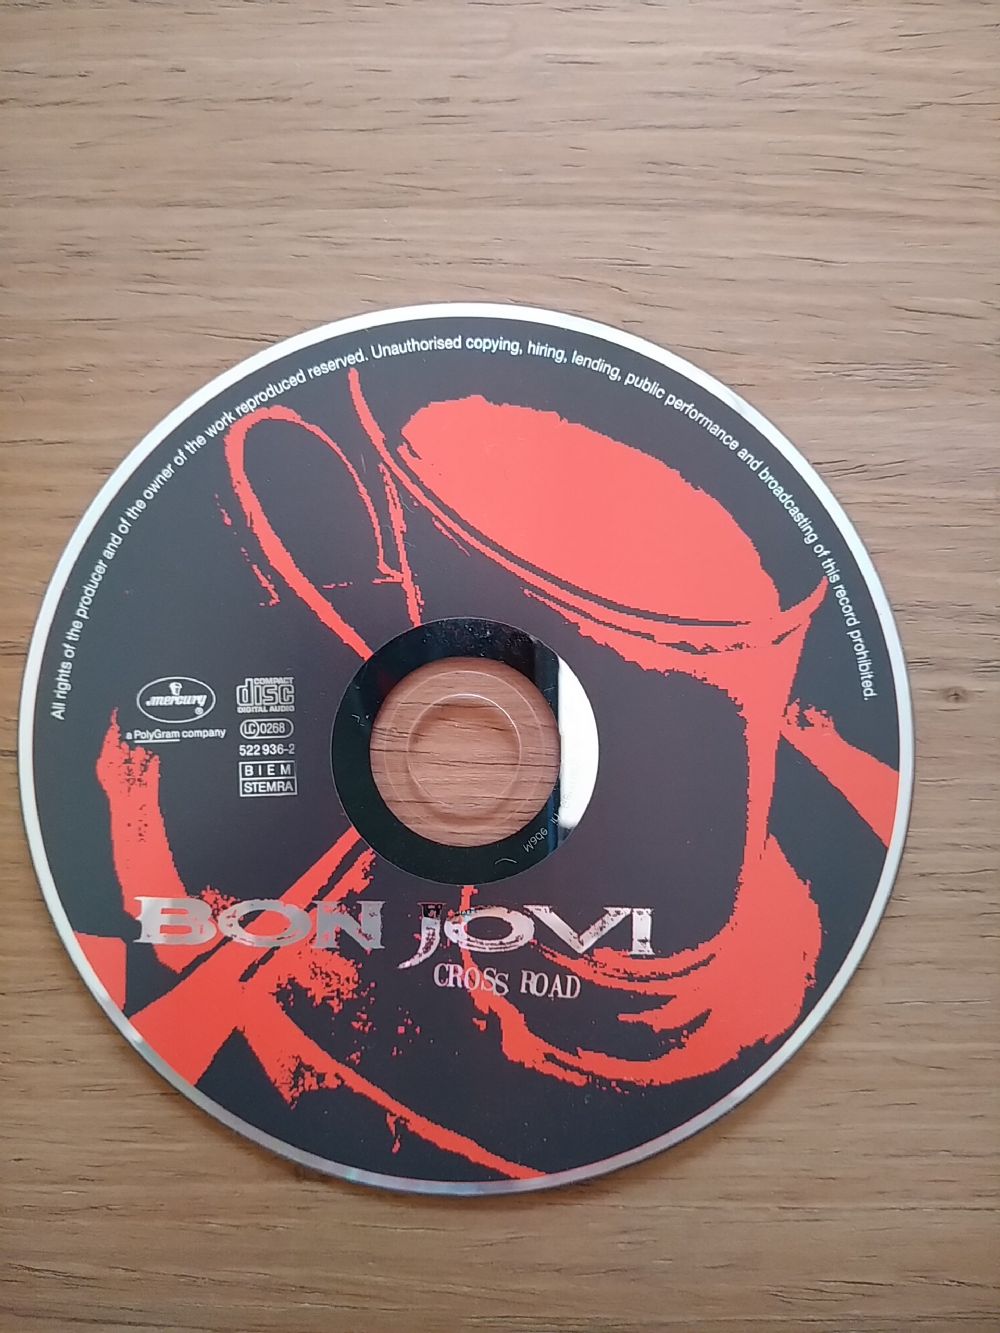 All rights of the producer and of the owner of the work reproduced reserved. Unauthorised copying, hiring, lending, public performance and broadcasting of this record prohibited.
mercury ®
a PolyGram company
COMPACT
disc
DIGITAL AUDIO
LC 0268
522 936-2
BIEM
STEMRA
BON JOVI
CROSS ROAD